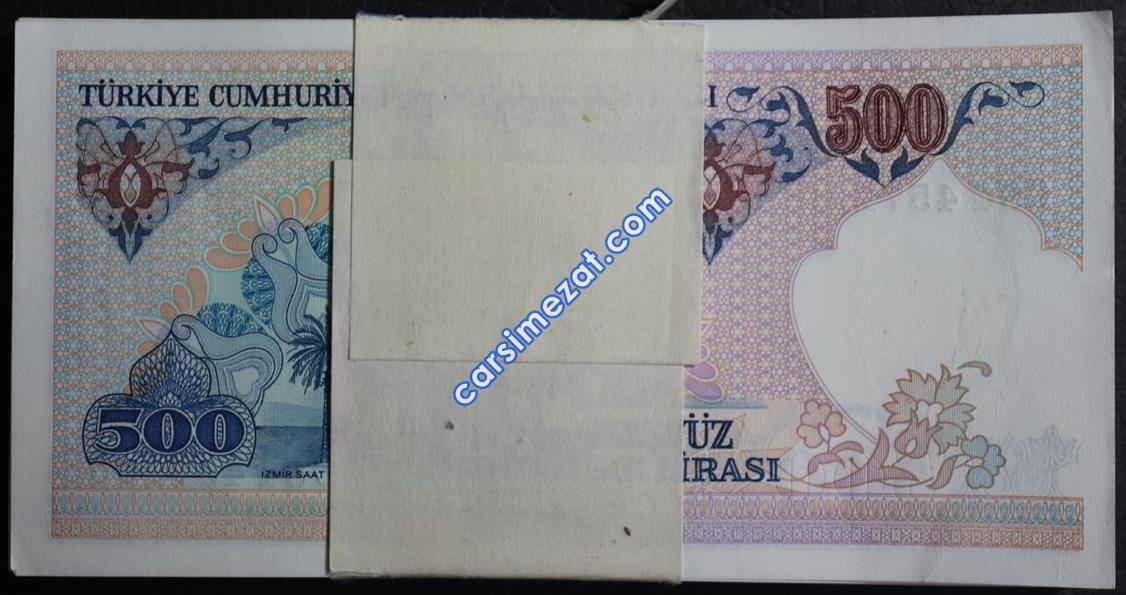 TÜRKİYE CUMHURİY
I
500
carsimezat.com
500
İZMİR SAAT
ÜZ
İRASI